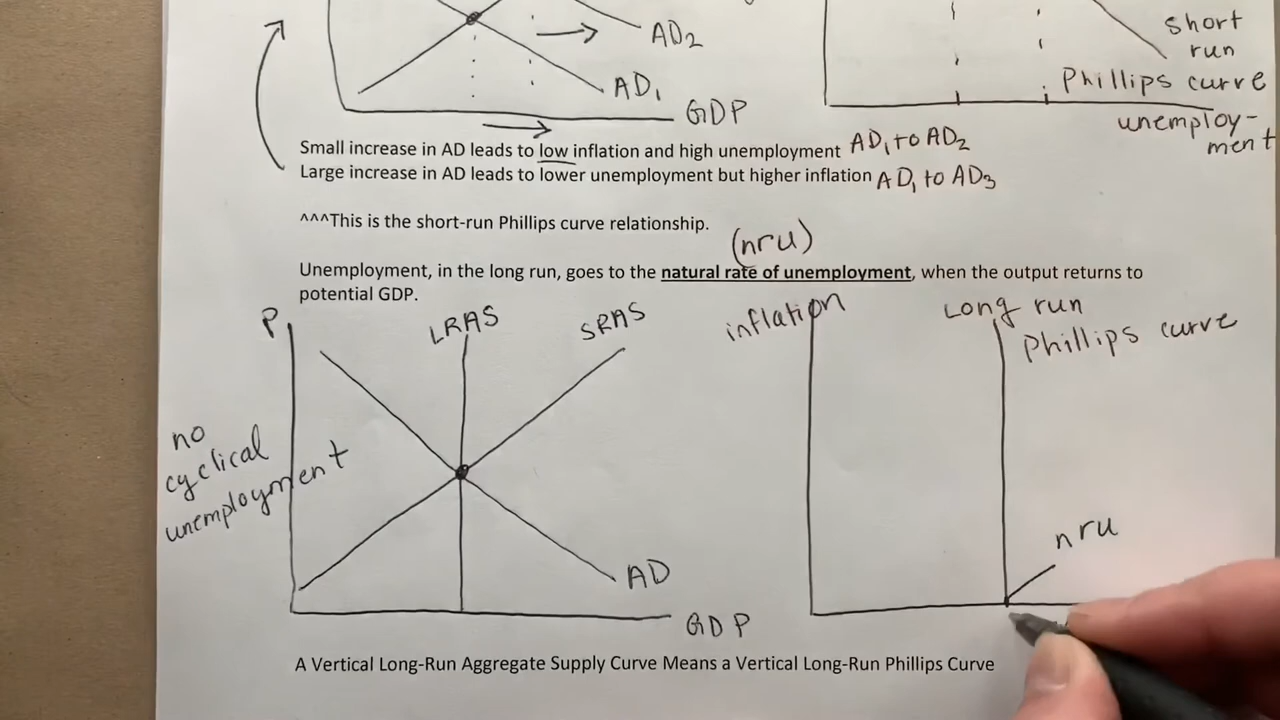 AD₂
AD₁
GDP
short
run
Phillips curve
unemploy-
ment
Small increase in AD leads to low inflation and high unemployment AD₁ to AD₂
Large increase in AD leads to lower unemployment but higher inflation AD₁ to AD₃
^^^This is the short-run Phillips curve relationship.
(nru)
Unemployment, in the long run, goes to the natural rate of unemployment, when the output returns to
potential GDP.
P
LRAS
SRAS
inflation
Long run
Phillips curve
no
cyclical
unemployment
nru
AD
GDP
A Vertical Long-Run Aggregate Supply Curve Means a Vertical Long-Run Phillips Curve